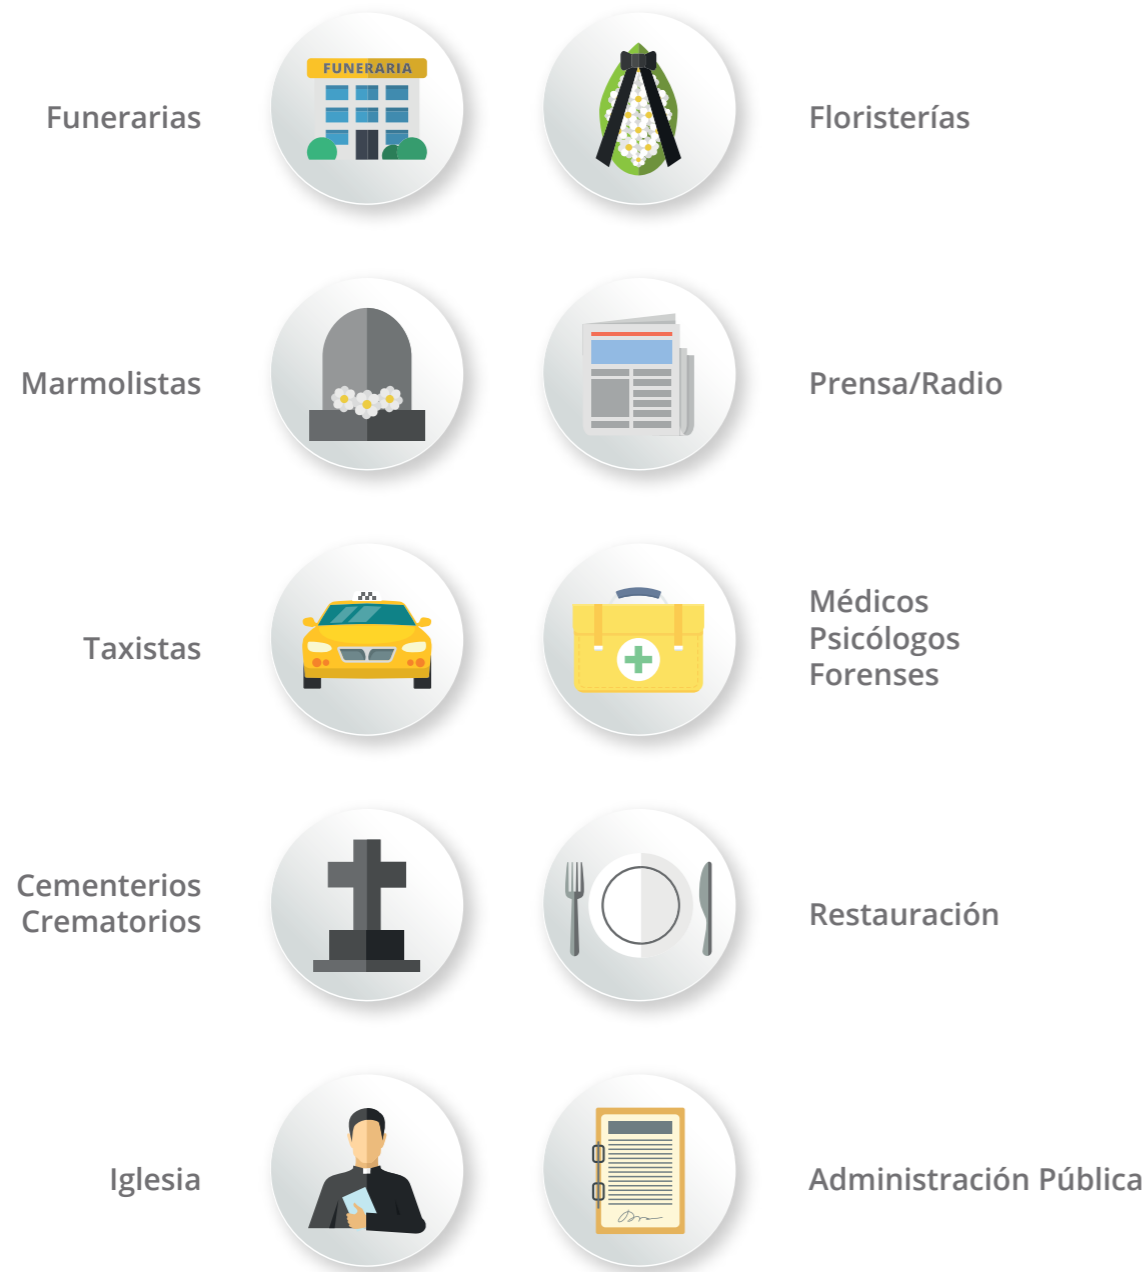 FUNERARIA
Funerarias
Floristerías
Marmolistas
Prensa/Radio
Taxistas
Médicos
Psicólogos
Forenses
Cementerios
Crematorios
Restauración
Iglesia
Administración Pública